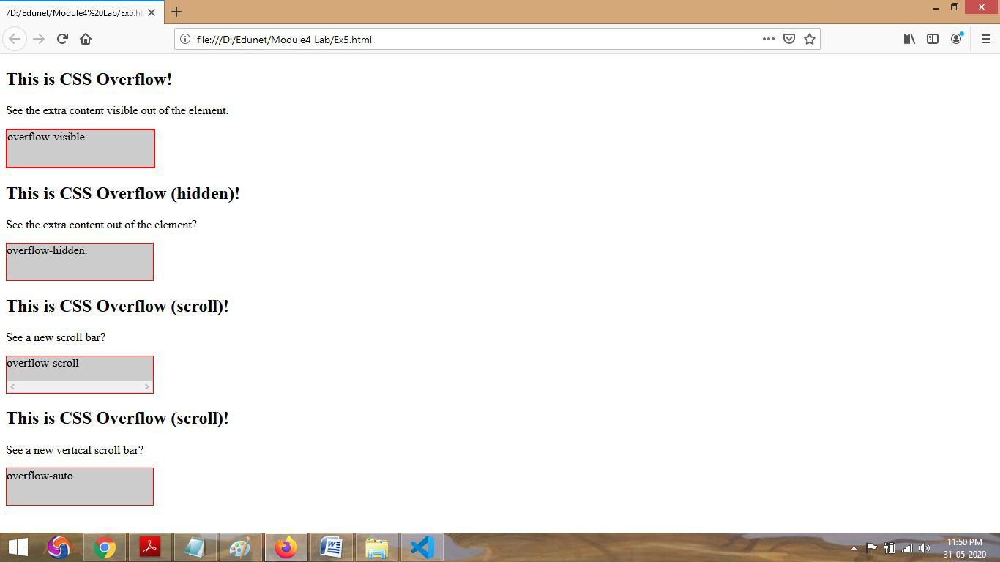 /D:/Edunet/Module4%20Lab/Ex5.ht
file:///D:/Edunet/Module4 Lab/Ex5.html
This is CSS Overflow!
See the extra content visible out of the element.
overflow-visible.
This is CSS Overflow (hidden)!
See the extra content out of the element?
overflow-hidden.
This is CSS Overflow (scroll)!
See a new scroll bar?
overflow-scroll
This is CSS Overflow (scroll)!
See a new vertical scroll bar?
overflow-auto
11:50 PM
31-05-2020